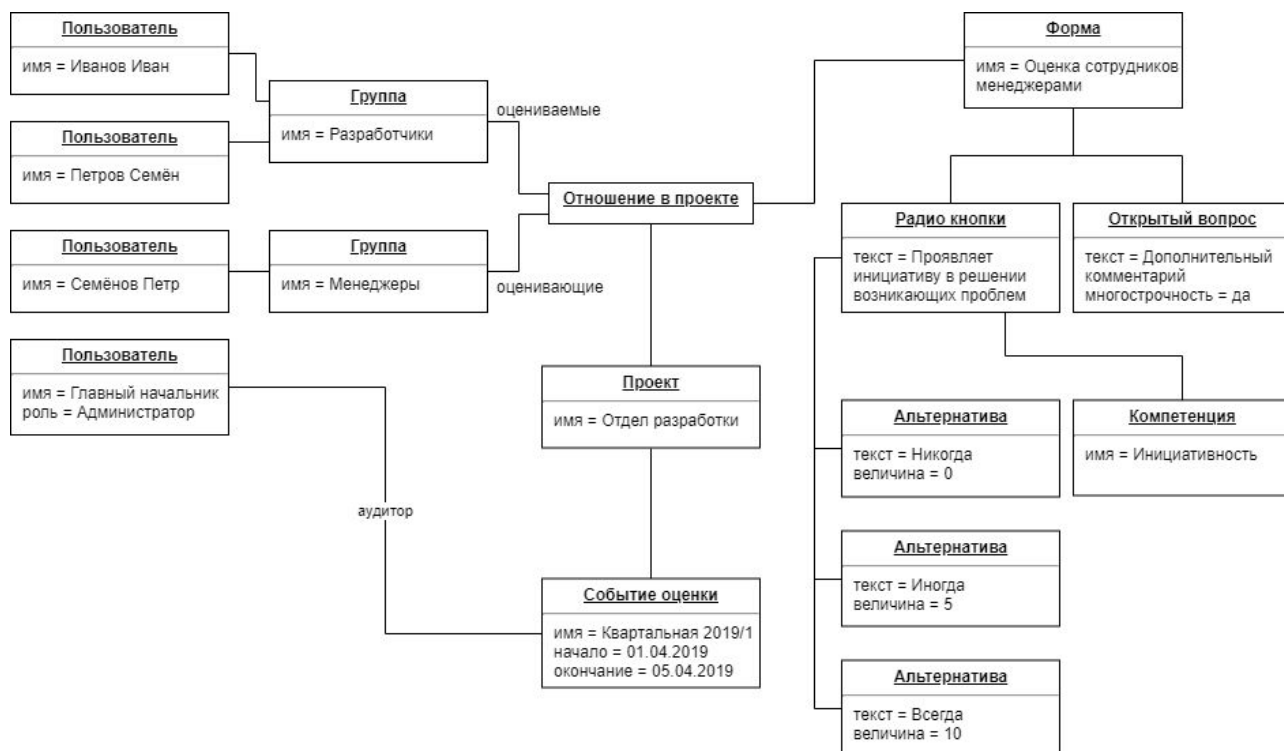 Пользователь
имя = Иванов Иван
Пользователь
имя = Петров Семён
Пользователь
имя = Семёнов Петр
Пользователь
имя = Главный начальник
роль = Администратор
Группа
имя = Разработчики
Группа
имя = Менеджеры
оцениваемые
оценивающие
Отношение в проекте
Проект
имя = Отдел разработки
аудитор
Событие оценки
имя = Квартальная 2019/1
начало = 01.04.2019
окончание = 05.04.2019
Форма
имя = Оценка сотрудников
менеджерами
Радио кнопки
текст = Проявляет
инициативу в решении
возникающих проблем
Открытый вопрос
текст = Дополнительный
комментарий
многострочность = да
Альтернатива
текст = Никогда
величина = 0
Компетенция
имя = Инициативность
Альтернатива
текст = Иногда
величина = 5
Альтернатива
текст = Всегда
величина = 10